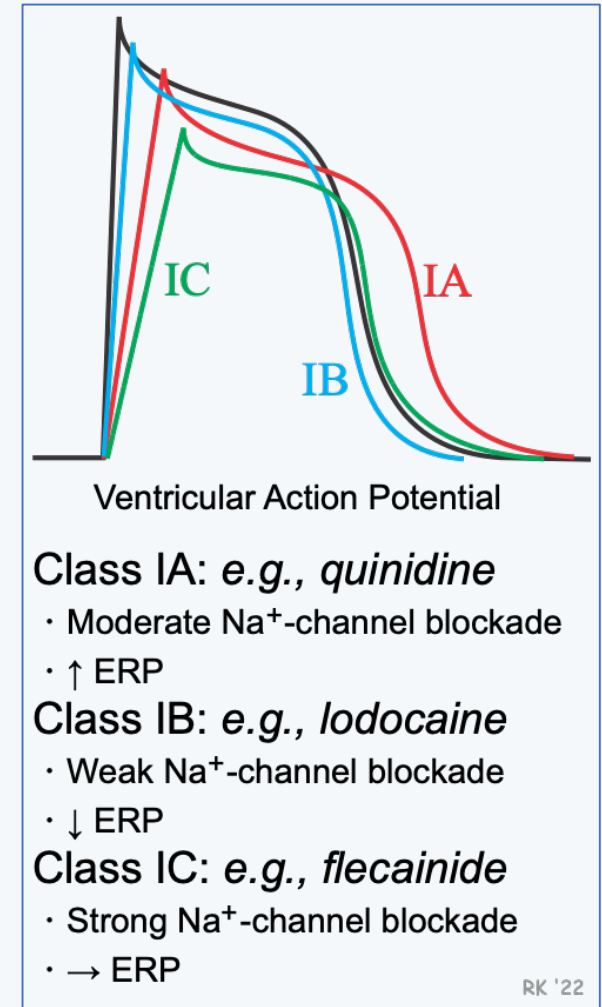 IC
IA
IB
Ventricular Action Potential
Class IA: e.g., quinidine
· Moderate Na⁺-channel blockade
· ↑ ERP
Class IB: e.g., lodocaine
· Weak Na⁺-channel blockade
· ↓ ERP
Class IC: e.g., flecainide
· Strong Na⁺-channel blockade
· → ERP
RK '22